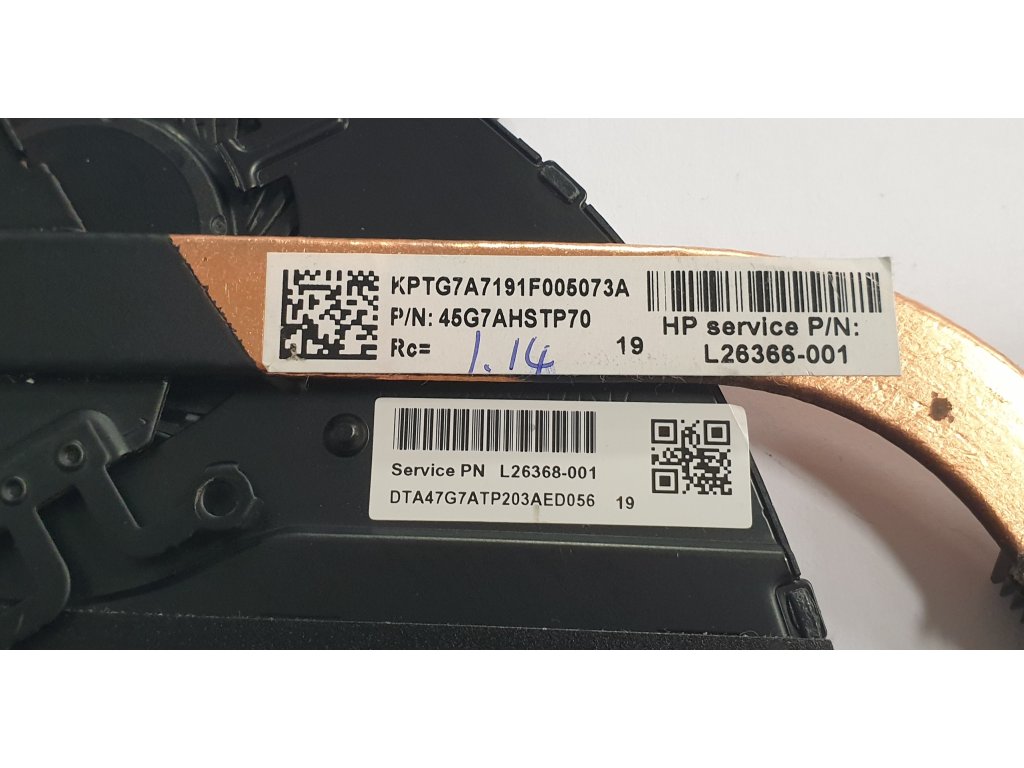 KPTG7A7191F005073A
P/N: 45G7AHSTP70
Rc= 1.14 19
HP service P/N:
L26366-001
Service PN L26368-001
DTA47G7ATP203AED056 19